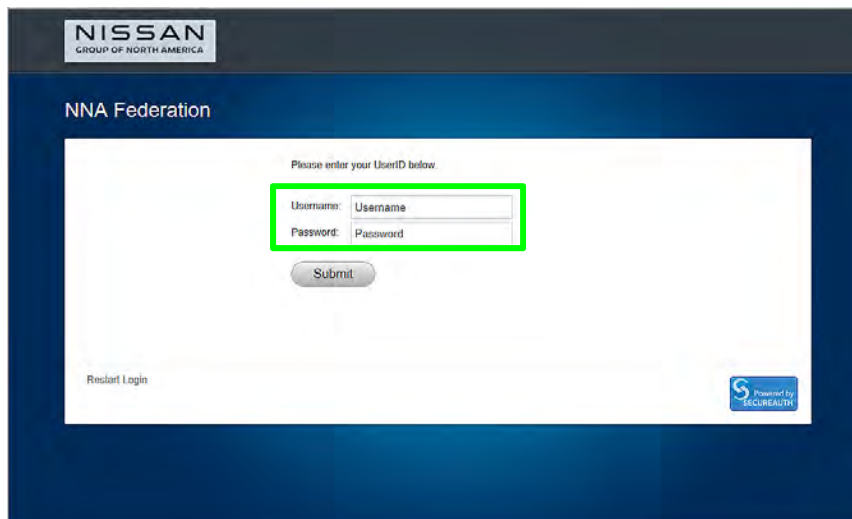 NISSAN
GROUP OF NORTH AMERICA
NNA Federation
Please enter your UserID below.
Username: Username
Password: Password
Submit
Restart Login
Powered by
SECUREAUTH